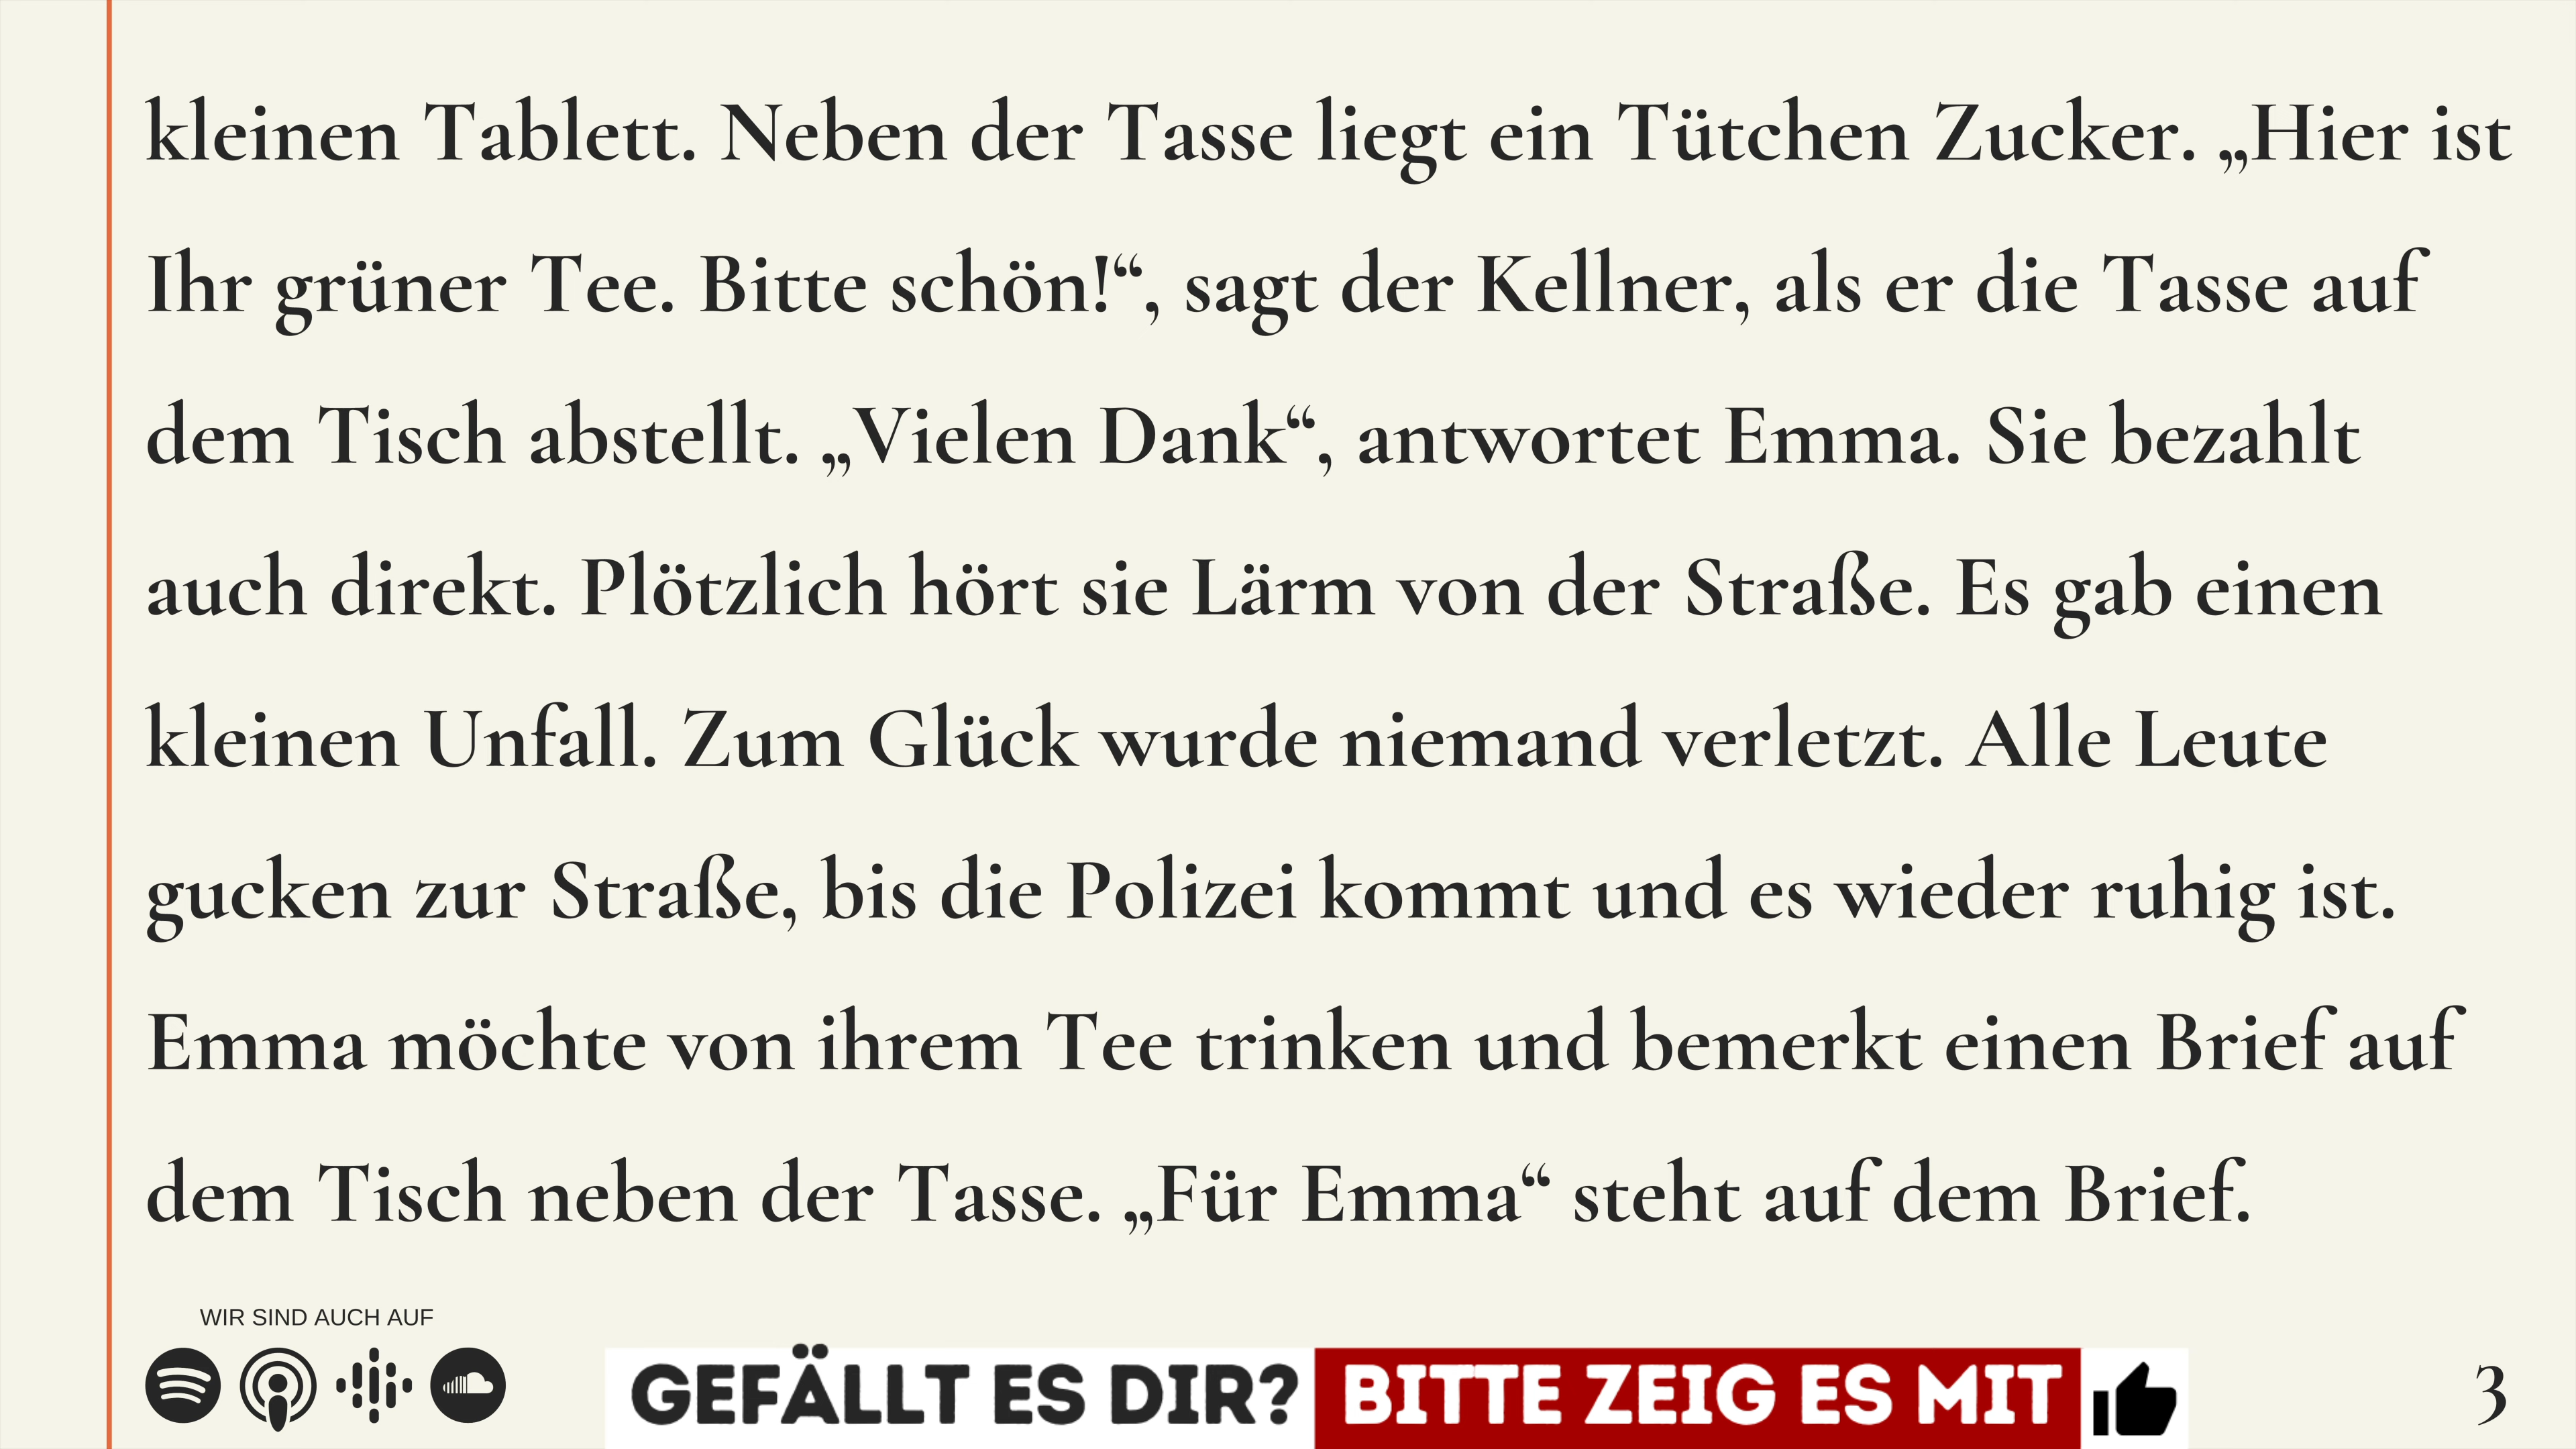 kleinen Tablett. Neben der Tasse liegt ein Tütchen Zucker. „Hier ist
Ihr grüner Tee. Bitte schön!“, sagt der Kellner, als er die Tasse auf
dem Tisch abstellt. „Vielen Dank“, antwortet Emma. Sie bezahlt
auch direkt. Plötzlich hört sie Lärm von der Straße. Es gab einen
kleinen Unfall. Zum Glück wurde niemand verletzt. Alle Leute
gucken zur Straße, bis die Polizei kommt und es wieder ruhig ist.
Emma möchte von ihrem Tee trinken und bemerkt einen Brief auf
dem Tisch neben der Tasse. „Für Emma“ steht auf dem Brief.
WIR SIND AUCH AUF
GEFÄLLT ES DIR? BITTE ZEIG ES MIT
3